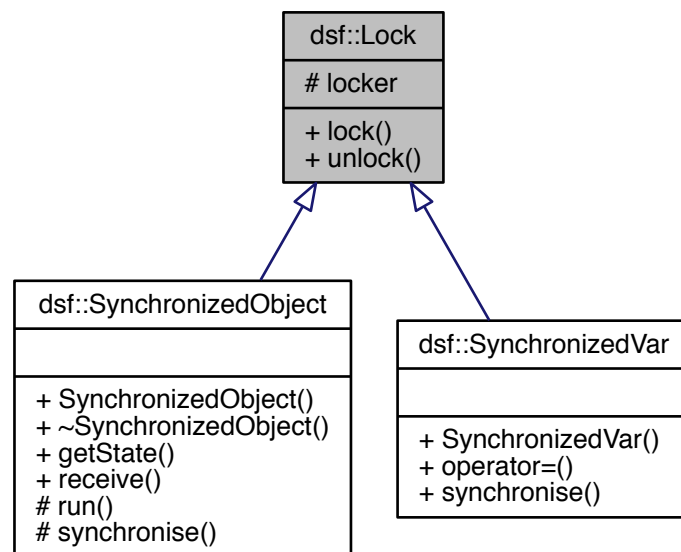 dsf::Lock
# locker
+ lock()
+ unlock()
dsf::SynchronizedObject
+ SynchronizedObject()
+ ~SynchronizedObject()
+ getState()
+ receive()
# run()
# synchronise()
dsf::SynchronizedVar
+ SynchronizedVar()
+ operator=()
+ synchronise()